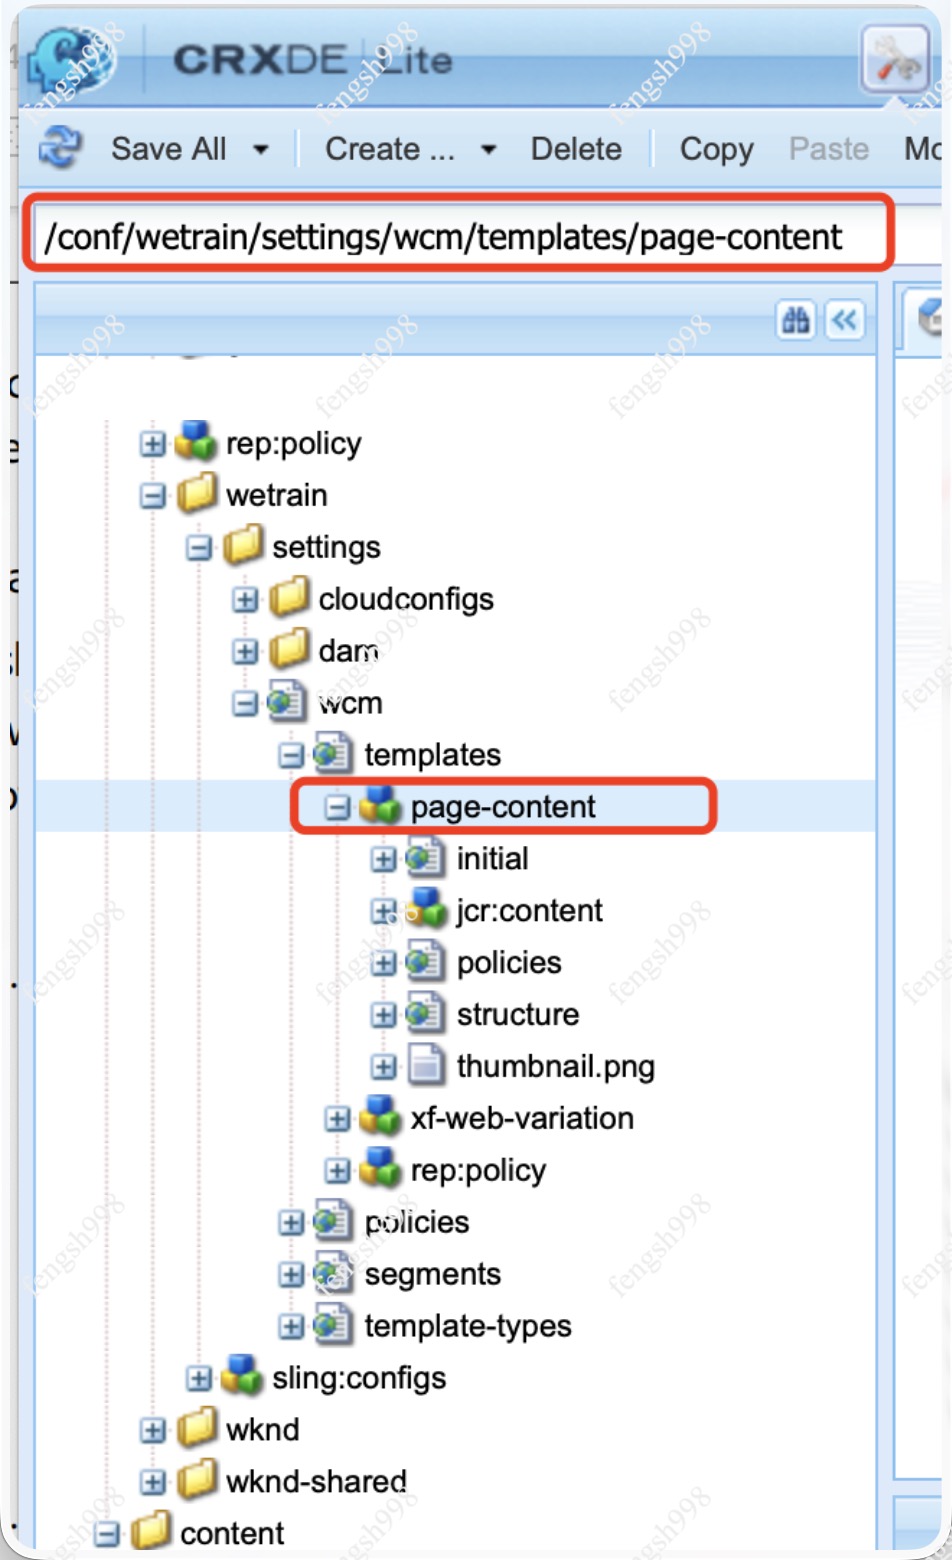 CRXDE Lite
Save All Create ... Delete Copy Paste
/conf/wetrain/settings/wcm/templates/page-content
rep:policy
wetrain
settings
cloudconfigs
dam
wcm
templates
page-content
initial
jcr:content
policies
structure
thumbnail.png
xf-web-variation
rep:policy
policies
segments
template-types
sling:configs
wknd
wknd-shared
content
fengsh998